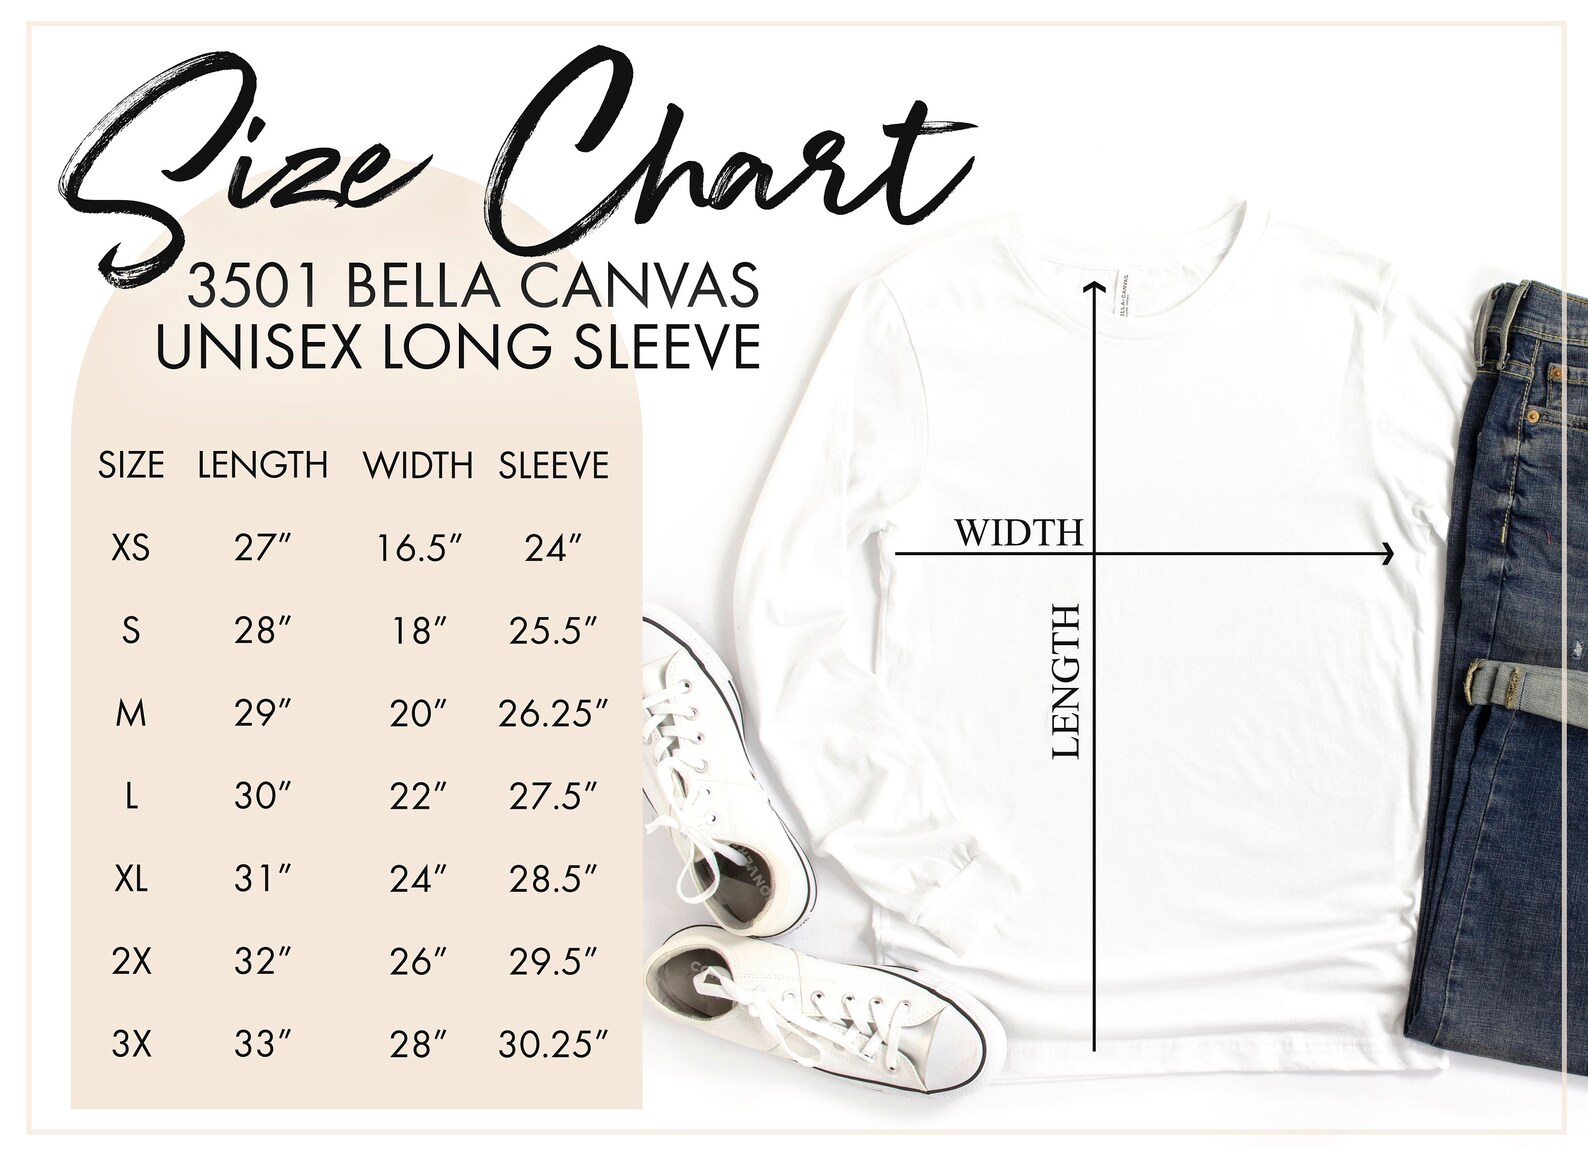 Size Chart
3501 BELLA CANVAS
UNISEX LONG SLEEVE
SIZE LENGTH WIDTH SLEEVE
XS 27” 16.5” 24”
S 28” 18” 25.5”
M 29” 20” 26.25”
L 30” 22” 27.5”
XL 31” 24” 28.5”
2X 32” 26” 29.5”
3X 33” 28” 30.25”
WIDTH
LENGTH